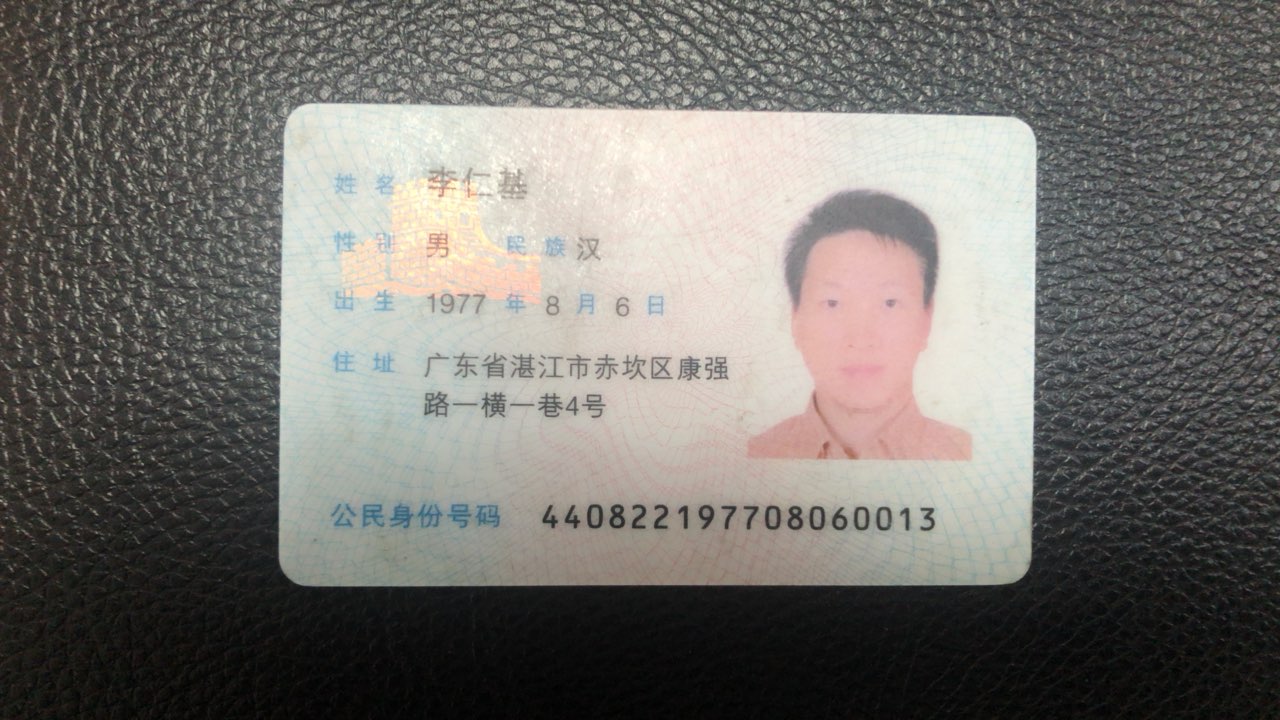 姓名 李仁基
性别 男 民族 汉
出生 1977 年 8 月 6 日
住址 广东省湛江市赤坎区康强
路一横一巷4号
公民身份号码 440822197708060013